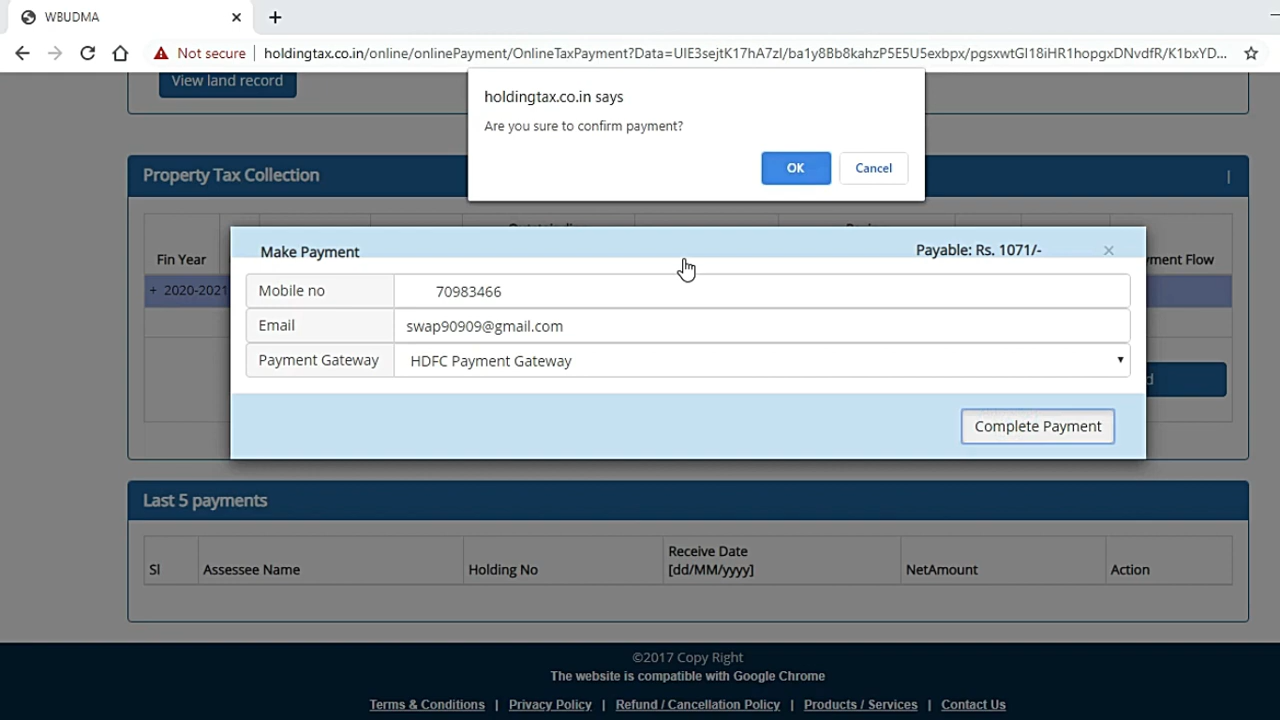 WBUDMA
Not secure
holdingtax.co.in/online/onlinePayment/OnlineTaxPayment?Data=UIE3sejtK17hA7zI/ba1y8Bb8kahzP5E5U5exbpx/pgsxwtGI18iHR1hopgxDNvdfR/K1bxYD...
View land record
holdingtax.co.in says
Are you sure to confirm payment?
OK Cancel
Property Tax Collection
Fin Year
Make Payment
Payable: Rs. 1071/-
Mobile no 70983466
+ 2020-2021
Email swap90909@gmail.com
Payment Gateway HDFC Payment Gateway
Complete Payment
Last 5 payments
Sl
Assessee Name
Holding No
Receive Date
[dd/MM/yyyy]
NetAmount
Action
©2017 Copy Right
The website is compatible with Google Chrome
Terms & Conditions | Privacy Policy | Refund / Cancellation Policy | Products / Services | Contact Us